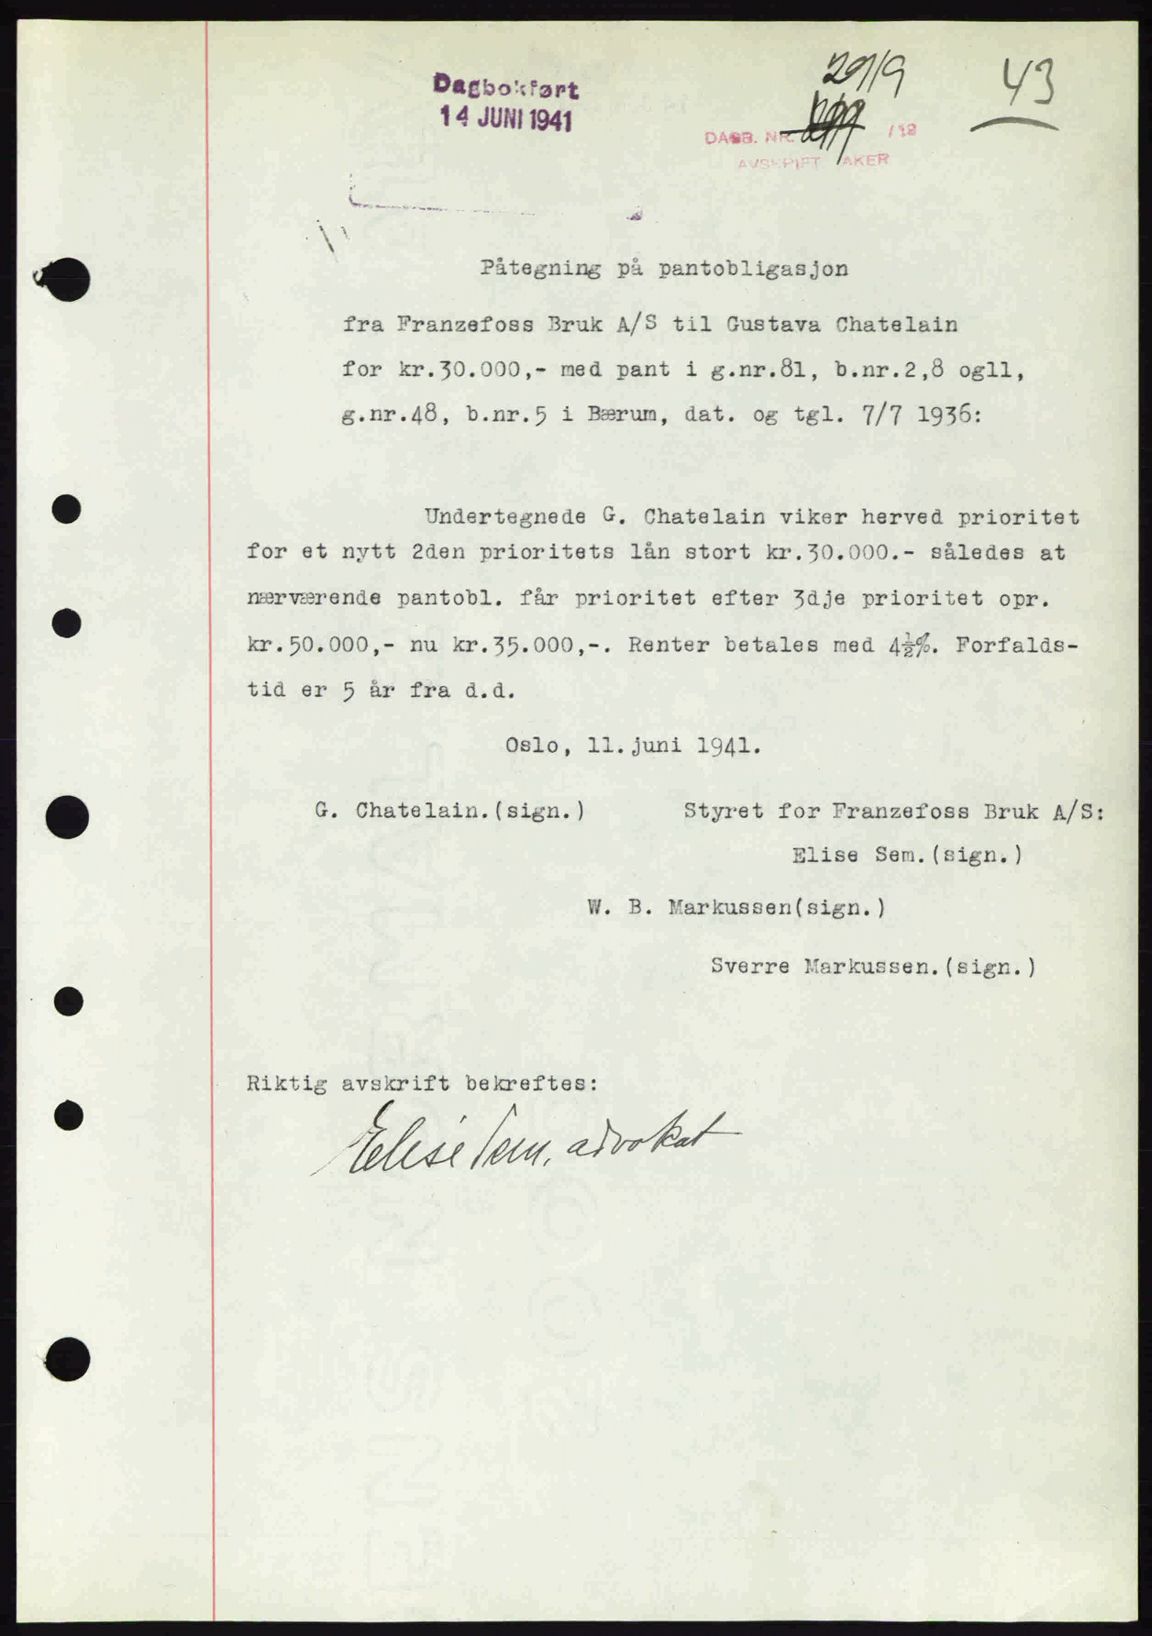 Dagbokført
14 JUNI 1941
2919
43
DAGB. NR. /19
AVSKRIFT AKER
Påtegning på pantobligasjon
fra Franzefoss Bruk A/S til Gustava Chatelain
for kr.30.000,- med pant i g.nr.81, b.nr.2,8 og11,
g.nr.48, b.nr.5 i Bærum, dat. og tgl. 7/7 1936:
Undertegnede G. Chatelain viker herved prioritet
for et nytt 2den prioritets lån stort kr.30.000.- således at
nærværende pantobl. får prioritet efter 3dje prioritet opr.
kr.50.000,- nu kr.35.000,-. Renter betales med 4½%. Forfalds-
tid er 5 år fra d.d.
Oslo, 11.juni 1941.
G. Chatelain.(sign.) Styret for Franzefoss Bruk A/S:
Elise Sem.(sign.)
W. B. Markussen(sign.)
Sverre Markussen.(sign.)
Riktig avskrift bekreftes:
Elise Sem, advokat